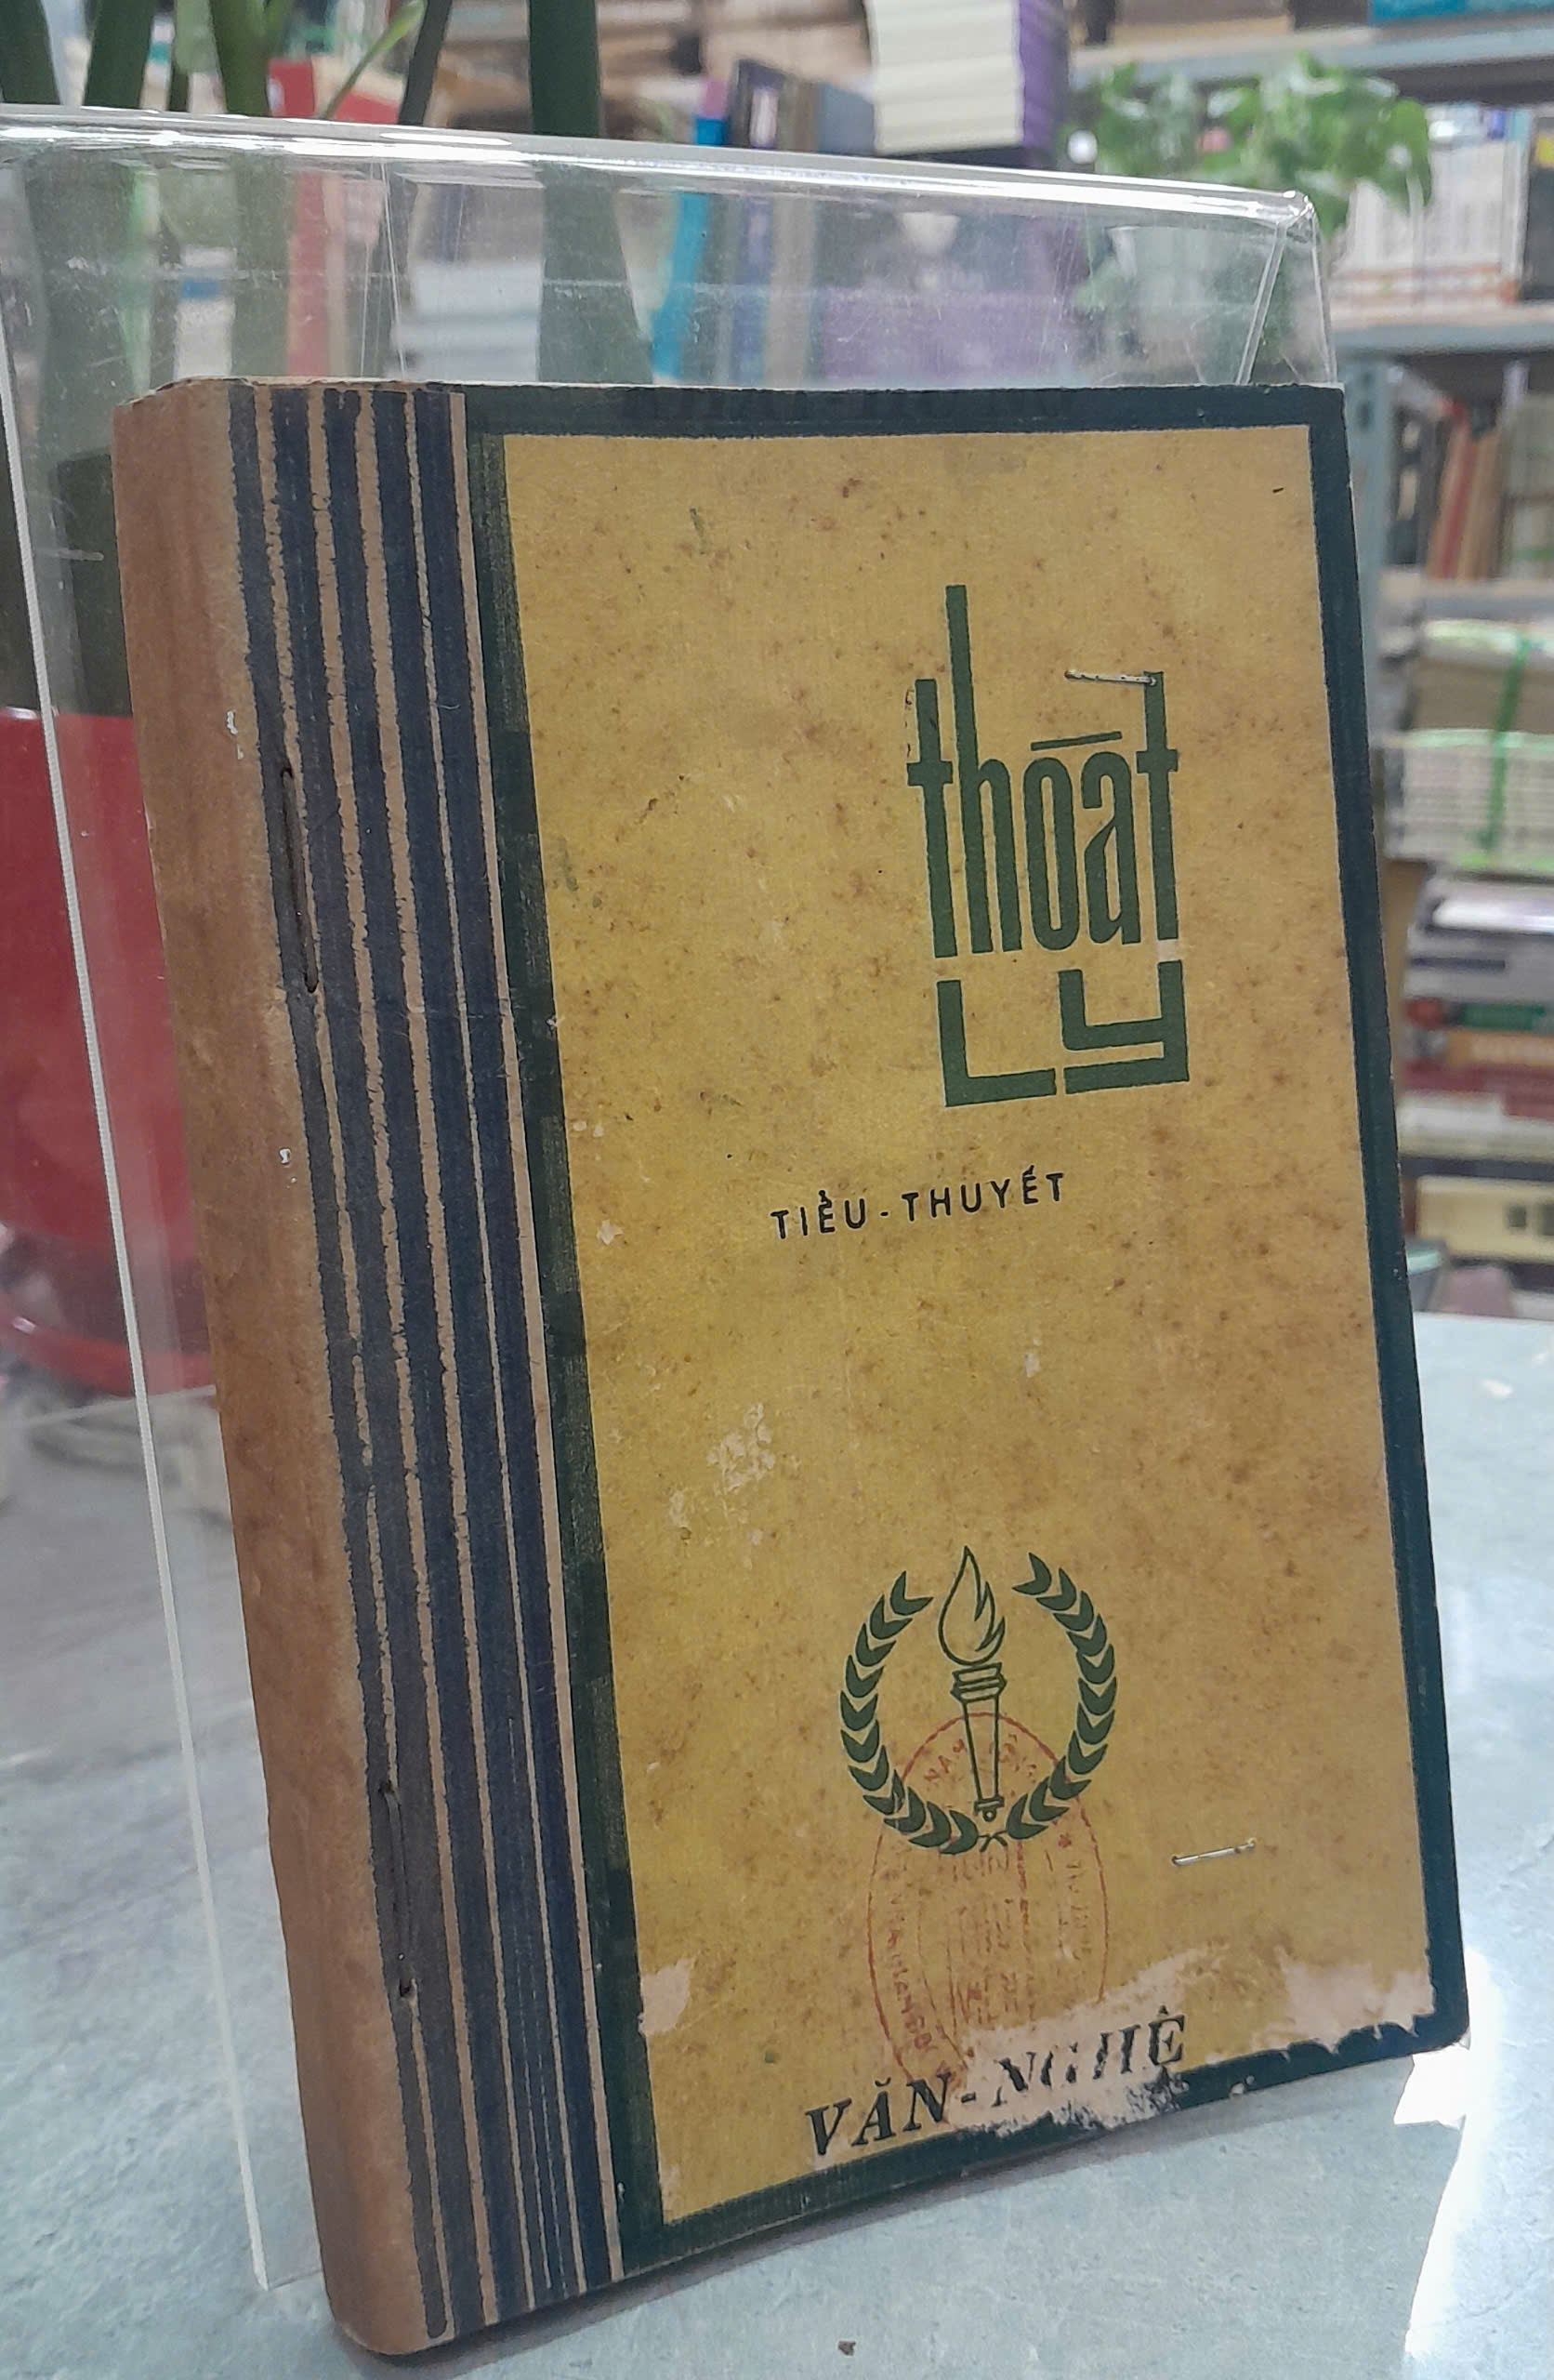 thoát
Ly
TIỂU-THUYẾT
VĂN-NGHỆ